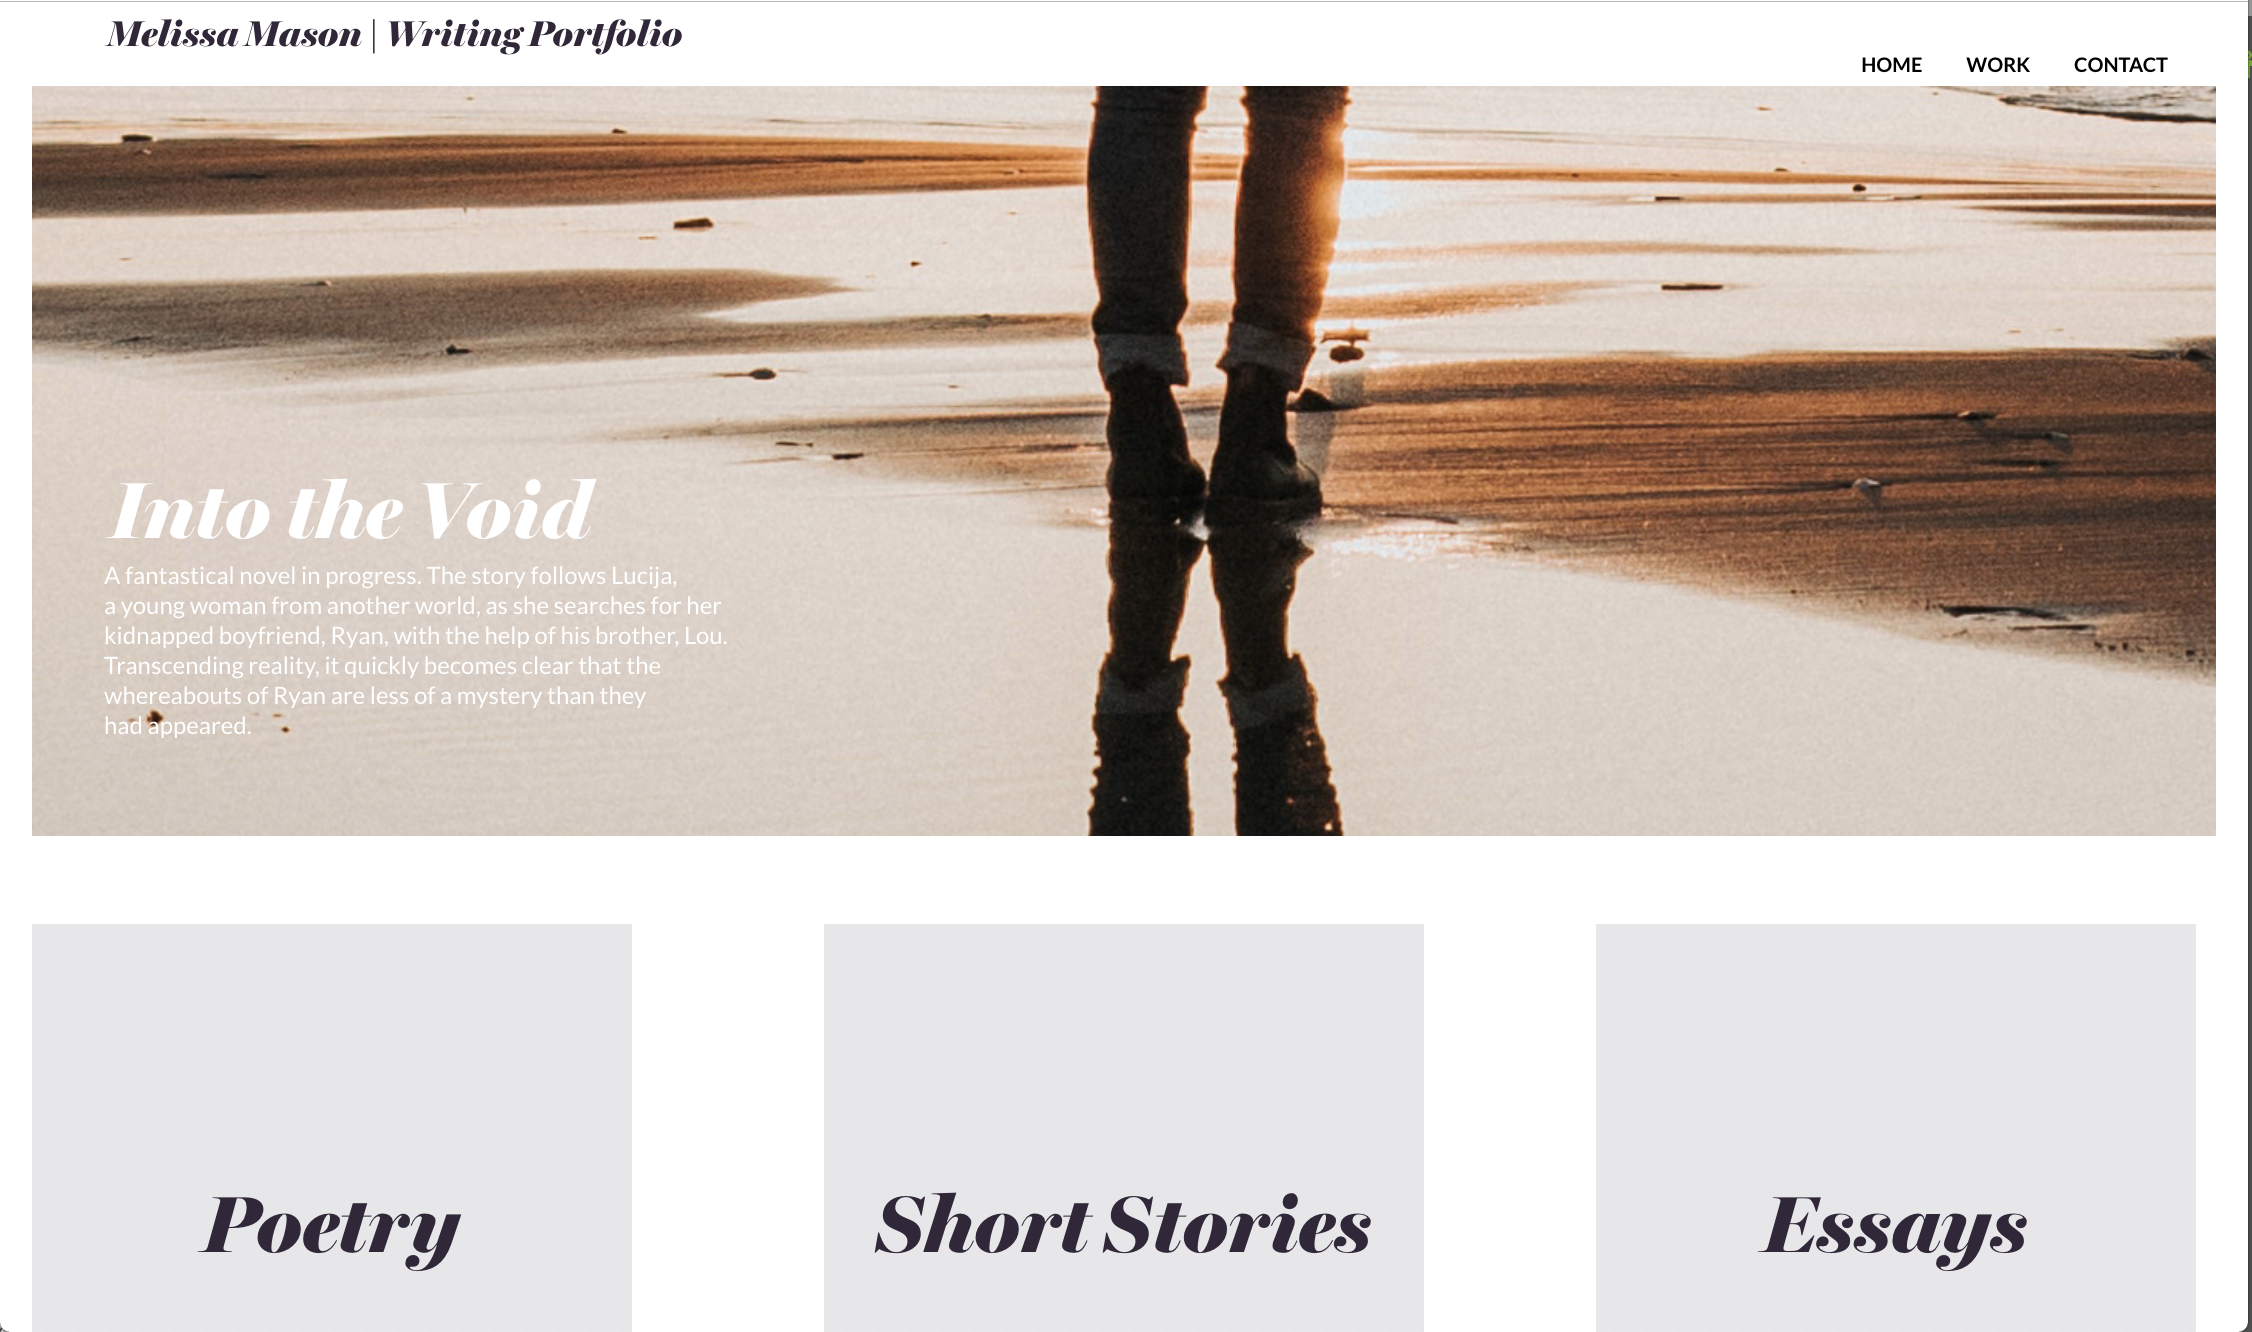 Melissa Mason | Writing Portfolio
HOME WORK CONTACT
Into the Void
A fantastical novel in progress. The story follows Lucija,
a young woman from another world, as she searches for her
kidnapped boyfriend, Ryan, with the help of his brother, Lou.
Transcending reality, it quickly becomes clear that the
whereabouts of Ryan are less of a mystery than they
had appeared.
Poetry
Short Stories
Essays